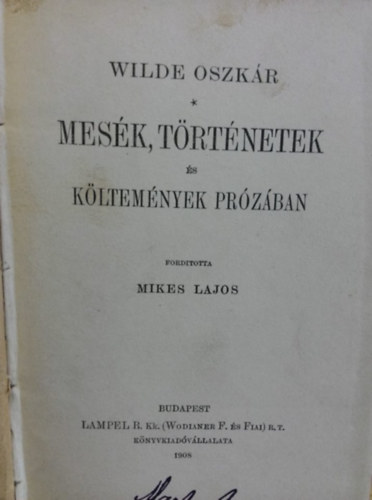 WILDE OSZKÁR
*
MESÉK, TÖRTÉNETEK
ÉS
KÖLTEMÉNYEK PRÓZÁBAN
FORDITOTTA
MIKES LAJOS
BUDAPEST
LAMPEL R. Kk. (WODIANER F. ÉS FIAI) R. T.
KÖNYVKIADÓVÁLLALATA
1908